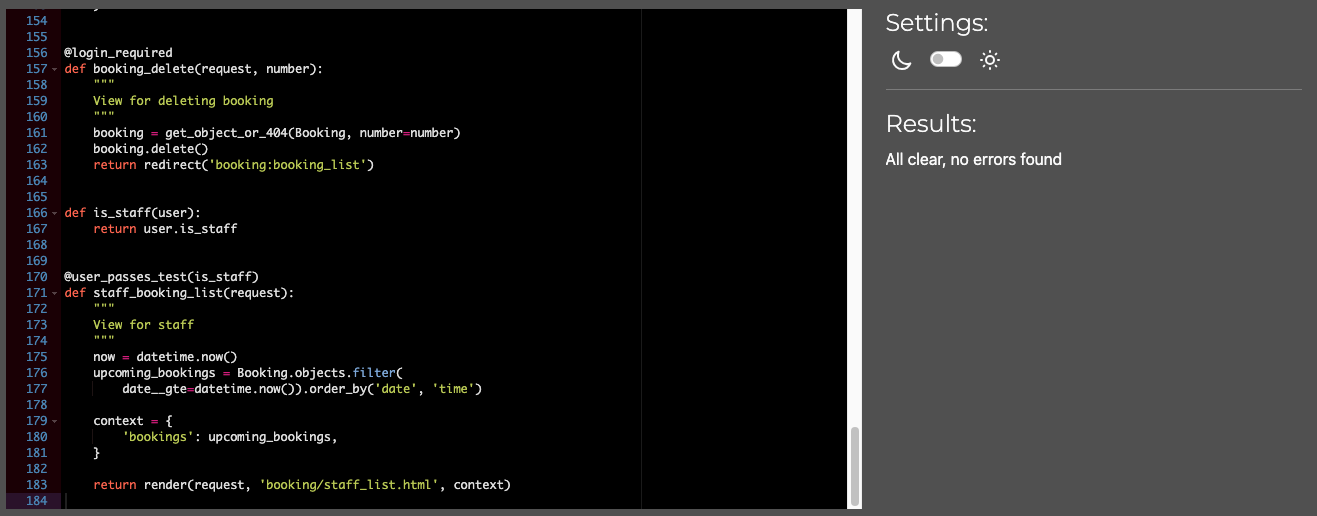 154
155
156 @login_required
157 def booking_delete(request, number):
158     """
159     View for deleting booking
160     """
161     booking = get_object_or_404(Booking, number=number)
162     booking.delete()
163     return redirect('booking:booking_list')
164
165
166 def is_staff(user):
167     return user.is_staff
168
169
170 @user_passes_test(is_staff)
171 def staff_booking_list(request):
172     """
173     View for staff
174     """
175     now = datetime.now()
176     upcoming_bookings = Booking.objects.filter(
177         date__gte=datetime.now()).order_by('date', 'time')
178
179     context = {
180         'bookings': upcoming_bookings,
181     }
182
183     return render(request, 'booking/staff_list.html', context)
184
Settings:
Results:
All clear, no errors found